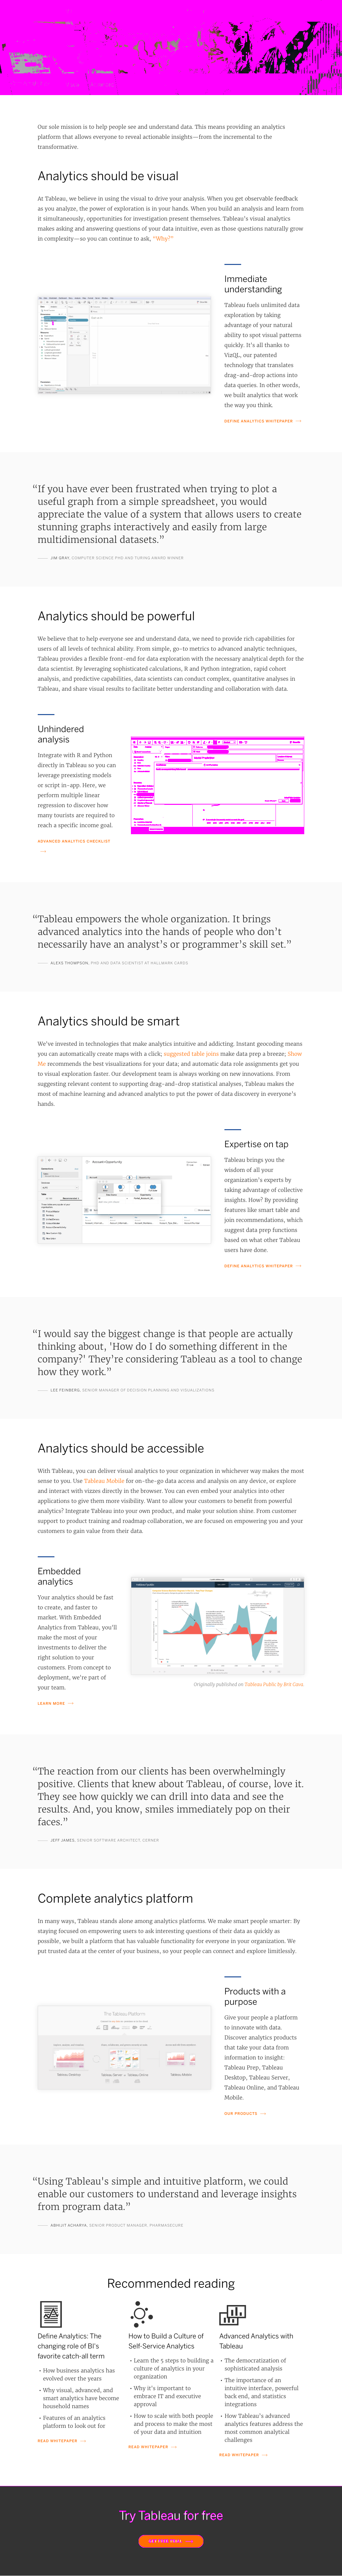 Our sole mission is to help people see and understand data. This means providing an analytics
platform that allows everyone to reveal actionable insights—from the incremental to the
transformative.
Analytics should be visual
At Tableau, we believe in using the visual to drive your analysis. When you get observable feedback
as you analyze, the power of exploration is in your hands. When you build an analysis and learn from
it simultaneously, opportunities for investigation present themselves. Tableau's visual analytics
makes asking and answering questions of your data intuitive, even as those questions naturally grow
in complexity—so you can continue to ask, "Why?"
Immediate
understanding
Tableau fuels unlimited data
exploration by taking
advantage of your natural
ability to spot visual patterns
quickly. It's all thanks to
VizQL, our patented
technology that translates
drag-and-drop actions into
data queries. In other words,
we built analytics that work
the way you think.
DEFINE ANALYTICS WHITEPAPER
“If you have ever been frustrated when trying to plot a
useful graph from a simple spreadsheet, you would
appreciate the value of a system that allows users to create
stunning graphs interactively and easily from large
multidimensional datasets.”
JIM GRAY, COMPUTER SCIENCE PHD AND TURING AWARD WINNER
Analytics should be powerful
We believe that to help everyone see and understand data, we need to provide rich capabilities for
users of all levels of technical ability. From simple, go-to metrics to advanced analytic techniques,
Tableau provides a flexible front-end for data exploration with the necessary analytical depth for the
data scientist. By leveraging sophisticated calculations, R and Python integration, rapid cohort
analysis, and predictive capabilities, data scientists can conduct complex, quantitative analyses in
Tableau, and share visual results to facilitate better understanding and collaboration with data.
Unhindered
analysis
Integrate with R and Python
directly in Tableau so you can
leverage preexisting models
or script in-app. Here, we
perform multiple linear
regression to discover how
many tourists are required to
reach a specific income goal.
ADVANCED ANALYTICS CHECKLIST
“Tableau empowers the whole organization. It brings
advanced analytics into the hands of people who don't
necessarily have an analyst's or programmer's skill set.”
ALEXS THOMPSON, PHD AND DATA SCIENTIST AT HALLMARK CARDS
Analytics should be smart
We've invested in technologies that make analytics intuitive and addicting. Instant geocoding means
you can automatically create maps with a click; suggested table joins make data prep a breeze; Show
Me recommends the best visualizations for your data; and automatic data role assignments get you
to visual exploration faster. Our development team is always working on new innovations. From
suggesting relevant content to supporting drag-and-drop statistical analyses, Tableau makes the
most of machine learning and advanced analytics to put the power of data discovery in everyone's
hands.
Expertise on tap
Tableau brings you the
wisdom of all your
organization's experts by
taking advantage of collective
insights. How? By providing
features like smart table and
join recommendations, which
suggest data prep functions
based on what other Tableau
users have done.
DEFINE ANALYTICS WHITEPAPER
“I would say the biggest change is that people are actually
thinking about, 'How do I do something different in the
company?' They're considering Tableau as a tool to change
how they work.”
LEE FEINBERG, SENIOR MANAGER OF DECISION PLANNING AND VISUALIZATIONS
Analytics should be accessible
With Tableau, you can deliver visual analytics to your organization in whichever way makes the most
sense to you. Use Tableau Mobile for on-the-go data access and analysis on any device, or explore
and interact with vizzes directly in the browser. You can even embed your analytics into other
applications to give them more visibility. Want to allow your customers to benefit from powerful
analytics? Integrate Tableau into your own product, and make your solution shine. From customer
support to product training and roadmap collaboration, we are focused on empowering you and your
customers to gain value from their data.
Embedded
analytics
Your analytics should be fast
to create, and faster to
market. With Embedded
Analytics from Tableau, you'll
make the most of your
investments to deliver the
right solution to your
customers. From concept to
deployment, we're part of
your team.
LEARN MORE
Originally published on Tableau Public by Brit Cava.
“The reaction from our clients has been overwhelmingly
positive. Clients that knew about Tableau, of course, love it.
They see how quickly we can drill into data and see the
results. And, you know, smiles immediately pop on their
faces.”
JEFF JAMES, SENIOR SOFTWARE ARCHITECT, CERNER
Complete analytics platform
In many ways, Tableau stands alone among analytics platforms. We make smart people smarter: By
staying focused on empowering users to ask interesting questions of their data as quickly as
possible, we built a platform that has valuable functionality for everyone in your organization. We
put trusted data at the center of your business, so your people can connect and explore limitlessly.
The Tableau Platform
Products with a
purpose
Give your people a platform
to innovate with data.
Discover analytics products
that take your data from
information to insight:
Tableau Prep, Tableau
Desktop, Tableau Server,
Tableau Online, and Tableau
Mobile.
OUR PRODUCTS
“Using Tableau's simple and intuitive platform, we could
enable our customers to understand and leverage insights
from program data.”
ABHIJIT ACHARYA, SENIOR PRODUCT MANAGER, PHARMASECURE
Recommended reading
Define Analytics: The
changing role of BI's
favorite catch-all term
• How business analytics has
evolved over the years
• Why visual, advanced, and
smart analytics have become
household names
• Features of an analytics
platform to look out for
READ WHITEPAPER
How to Build a Culture of
Self-Service Analytics
• Learn the 5 steps to building a
culture of analytics in your
organization
• Why it's important to
embrace IT and executive
approval
• How to scale with both people
and process to make the most
of your data and intuition
READ WHITEPAPER
Advanced Analytics with
Tableau
• The democratization of
sophisticated analysis
• The importance of an
intuitive interface, powerful
back end, and statistics
integrations
• How Tableau's advanced
analytics features address the
most common analytical
challenges
READ WHITEPAPER
Try Tableau for free